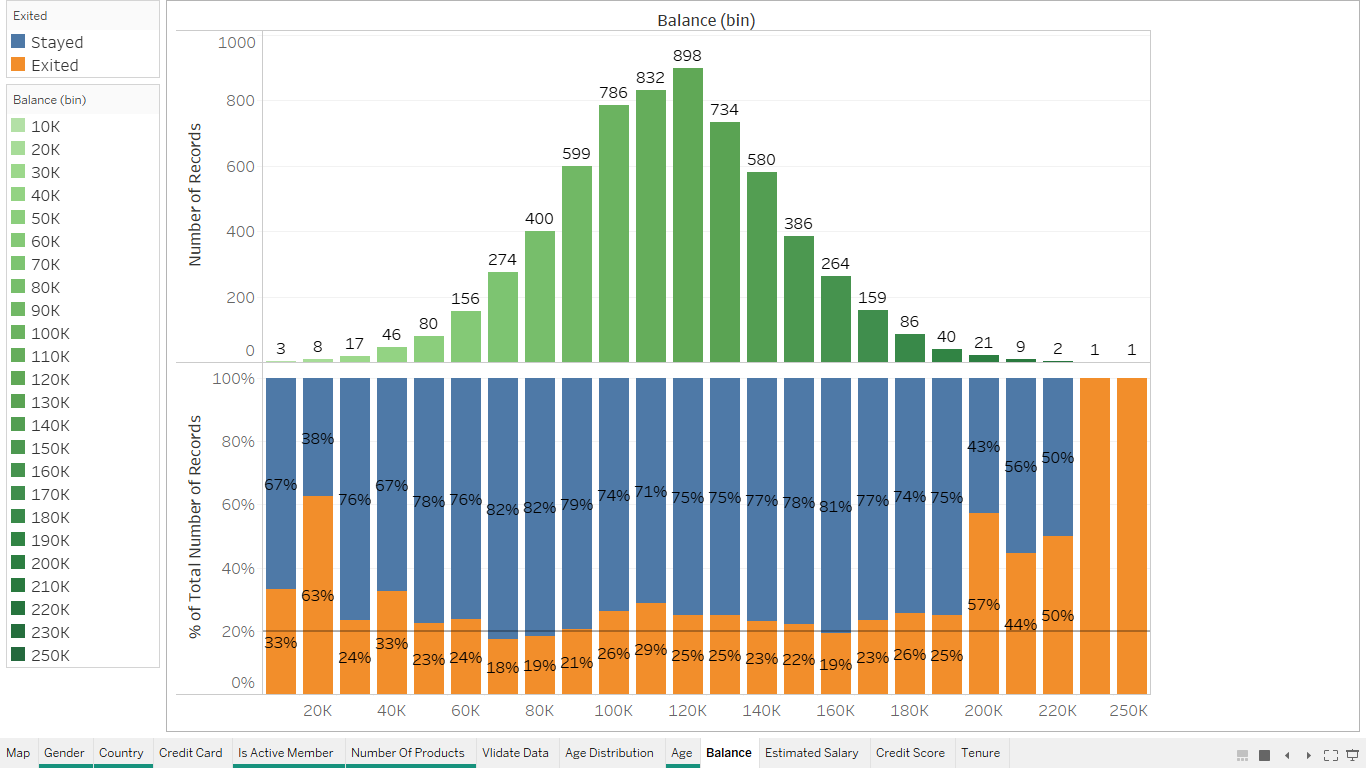 Exited
Stayed
Exited
Balance (bin)
10K
20K
30K
40K
50K
60K
70K
80K
90K
100K
110K
120K
130K
140K
150K
160K
170K
180K
190K
200K
210K
220K
230K
250K
Balance (bin)
Number of Records
1000
800
600
400
200
0
3 8 17 46 80 156 274 400 599 786 832 898 734 580 386 264 159 86 40 21 9 2 1 1
% of Total Number of Records
100%
80%
60%
40%
20%
0%
67% 38% 76% 67% 78% 76% 82% 82% 79% 74% 71% 75% 75% 77% 78% 81% 77% 74% 75% 43% 56% 50%
33% 63% 24% 33% 23% 24% 18% 19% 21% 26% 29% 25% 25% 23% 22% 19% 23% 26% 25% 57% 44% 50%
20K 40K 60K 80K 100K 120K 140K 160K 180K 200K 220K 250K
Map Gender Country Credit Card Is Active Member Number Of Products Vlidate Data Age Distribution Age Balance Estimated Salary Credit Score Tenure